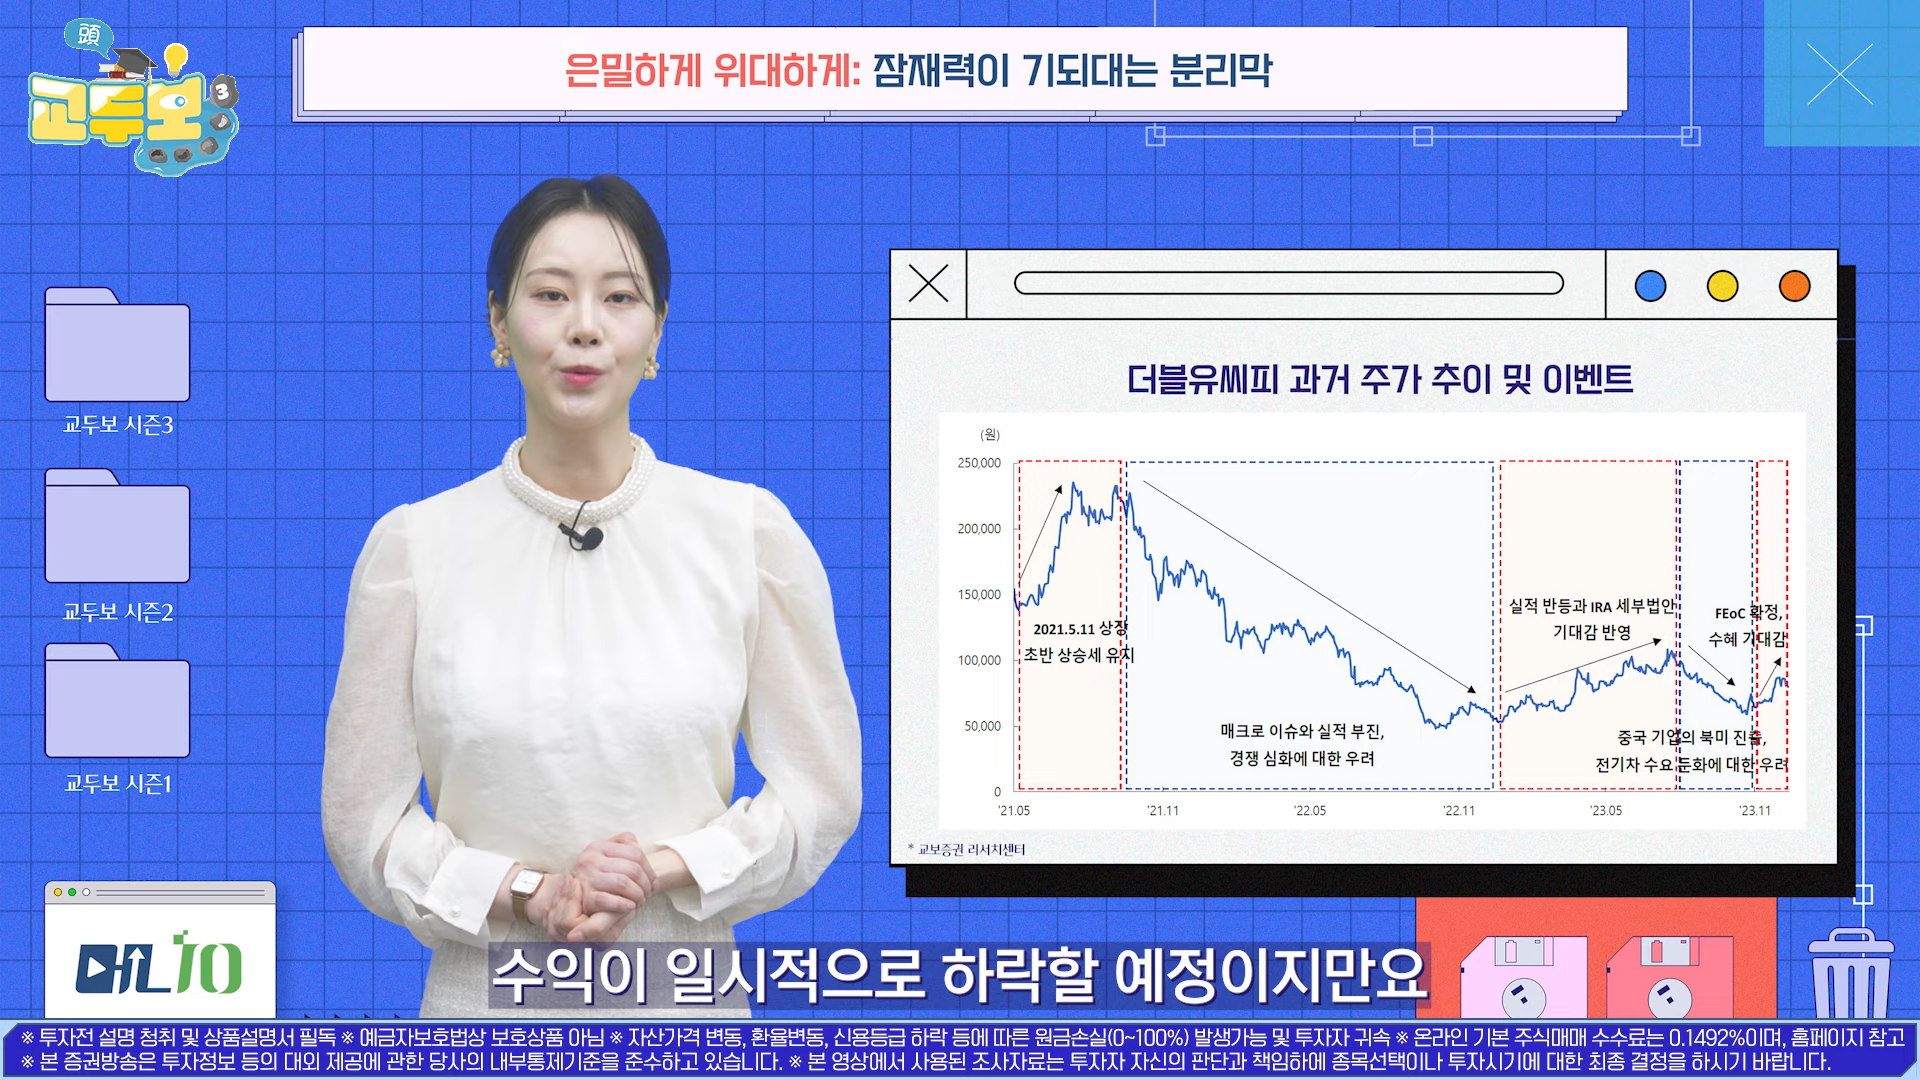 頭
교두보
3
은밀하게 위대하게: 잠재력이 기되대는 분리막
교두보 시즌3
교두보 시즌2
교두보 시즌1
더블유씨피 과거 주가 추이 및 이벤트
(원)
250,000
200,000
150,000
100,000
50,000
0
'21.05
'21.11
'22.05
'22.11
'23.05
'23.11
2021.5.11 상장
초반 상승세 유지
매크로 이슈와 실적 부진,
경쟁 심화에 대한 우려
실적 반등과 IRA 세부법안
기대감 반영
중국 기업의 북미 진출,
전기차 수요 둔화에 대한 우려
FEoC 확정,
수혜 기대감
* 교보증권 리서치센터
수익이 일시적으로 하락할 예정이지만요
※ 투자전 설명 청취 및 상품설명서 필독 ※ 예금자보호법상 보호상품 아님 ※ 자산가격 변동, 환율변동, 신용등급 하락 등에 따른 원금손실(0~100%) 발생가능 및 투자자 귀속 ※ 온라인 기본 주식매매 수수료는 0.1492%이며, 홈페이지 참고
※ 본 증권방송은 투자정보 등의 대외 제공에 관한 당사의 내부통제기준을 준수하고 있습니다. ※ 본 영상에서 사용된 조사자료는 투자자 자신의 판단과 책임하에 종목선택이나 투자시기에 대한 최종 결정을 하시기 바랍니다.